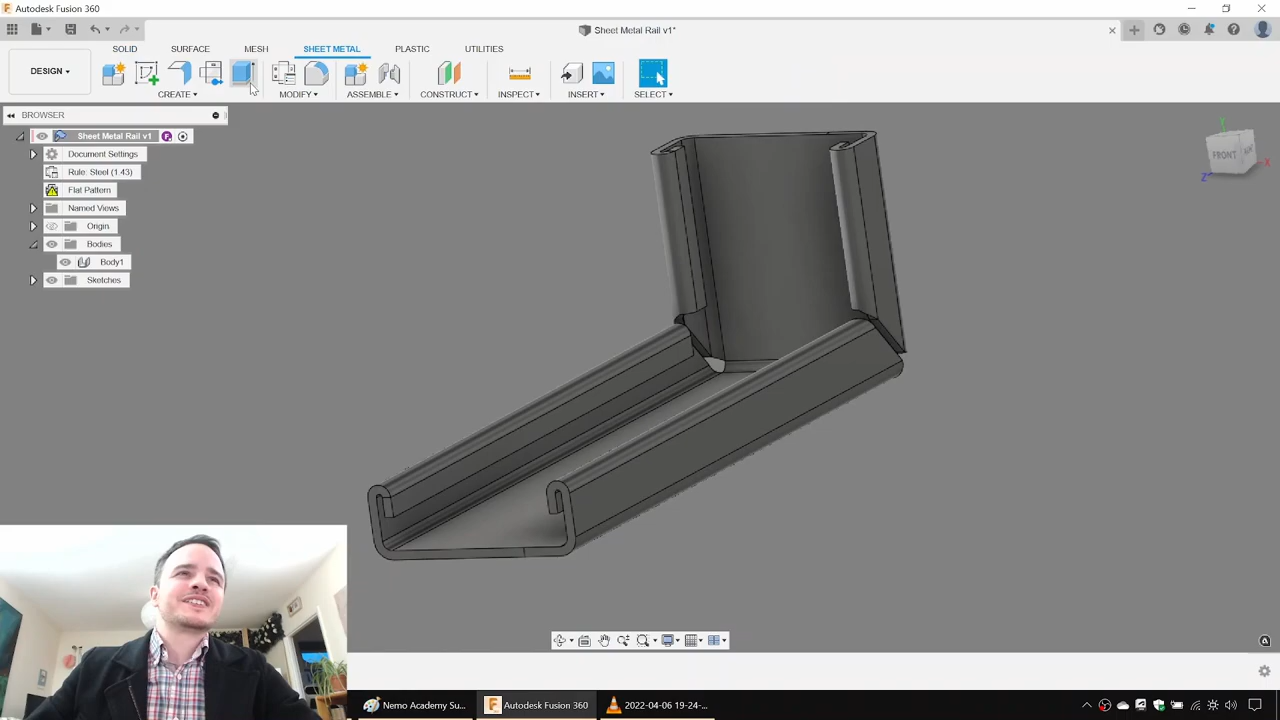 Autodesk Fusion 360
Sheet Metal Rail v1*
SOLID SURFACE MESH SHEET METAL PLASTIC UTILITIES
DESIGN
CREATE MODIFY ASSEMBLE CONSTRUCT INSPECT INSERT SELECT
BROWSER
Sheet Metal Rail v1
Document Settings
Rule: Steel (1.43)
Flat Pattern
Named Views
Origin
Bodies
Body1
Sketches
FRONT
X
Y
Z
Nemo Academy Su... Autodesk Fusion 360 2022-04-06 19-24-...